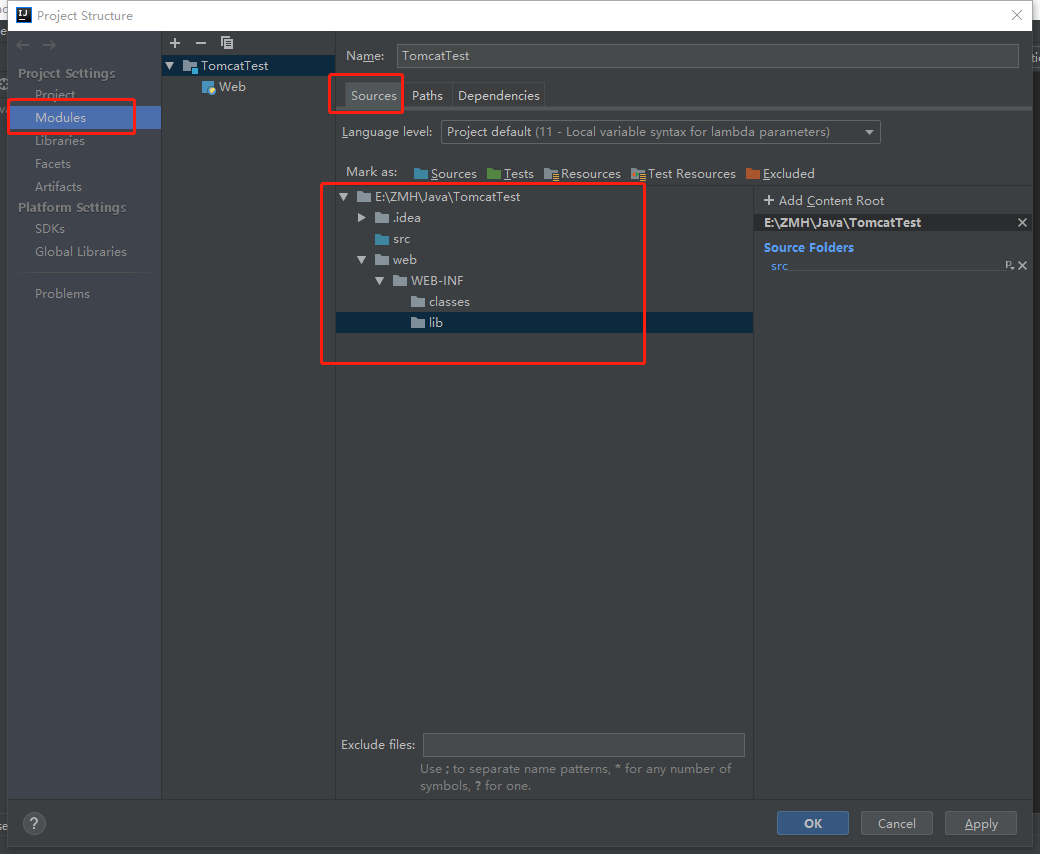 Project Structure
Project Settings
Project
Modules
Libraries
Facets
Artifacts
Platform Settings
SDKs
Global Libraries
Problems
TomcatTest
Web
Name: TomcatTest
Sources Paths Dependencies
Language level: Project default (11 - Local variable syntax for lambda parameters)
Mark as: Sources Tests Resources Test Resources Excluded
E:\ZMH\Java\TomcatTest
.idea
src
web
WEB-INF
classes
lib
+ Add Content Root
E:\ZMH\Java\TomcatTest
Source Folders
src
Exclude files:
Use ; to separate name patterns, * for any number of
symbols, ? for one.
?
OK Cancel Apply